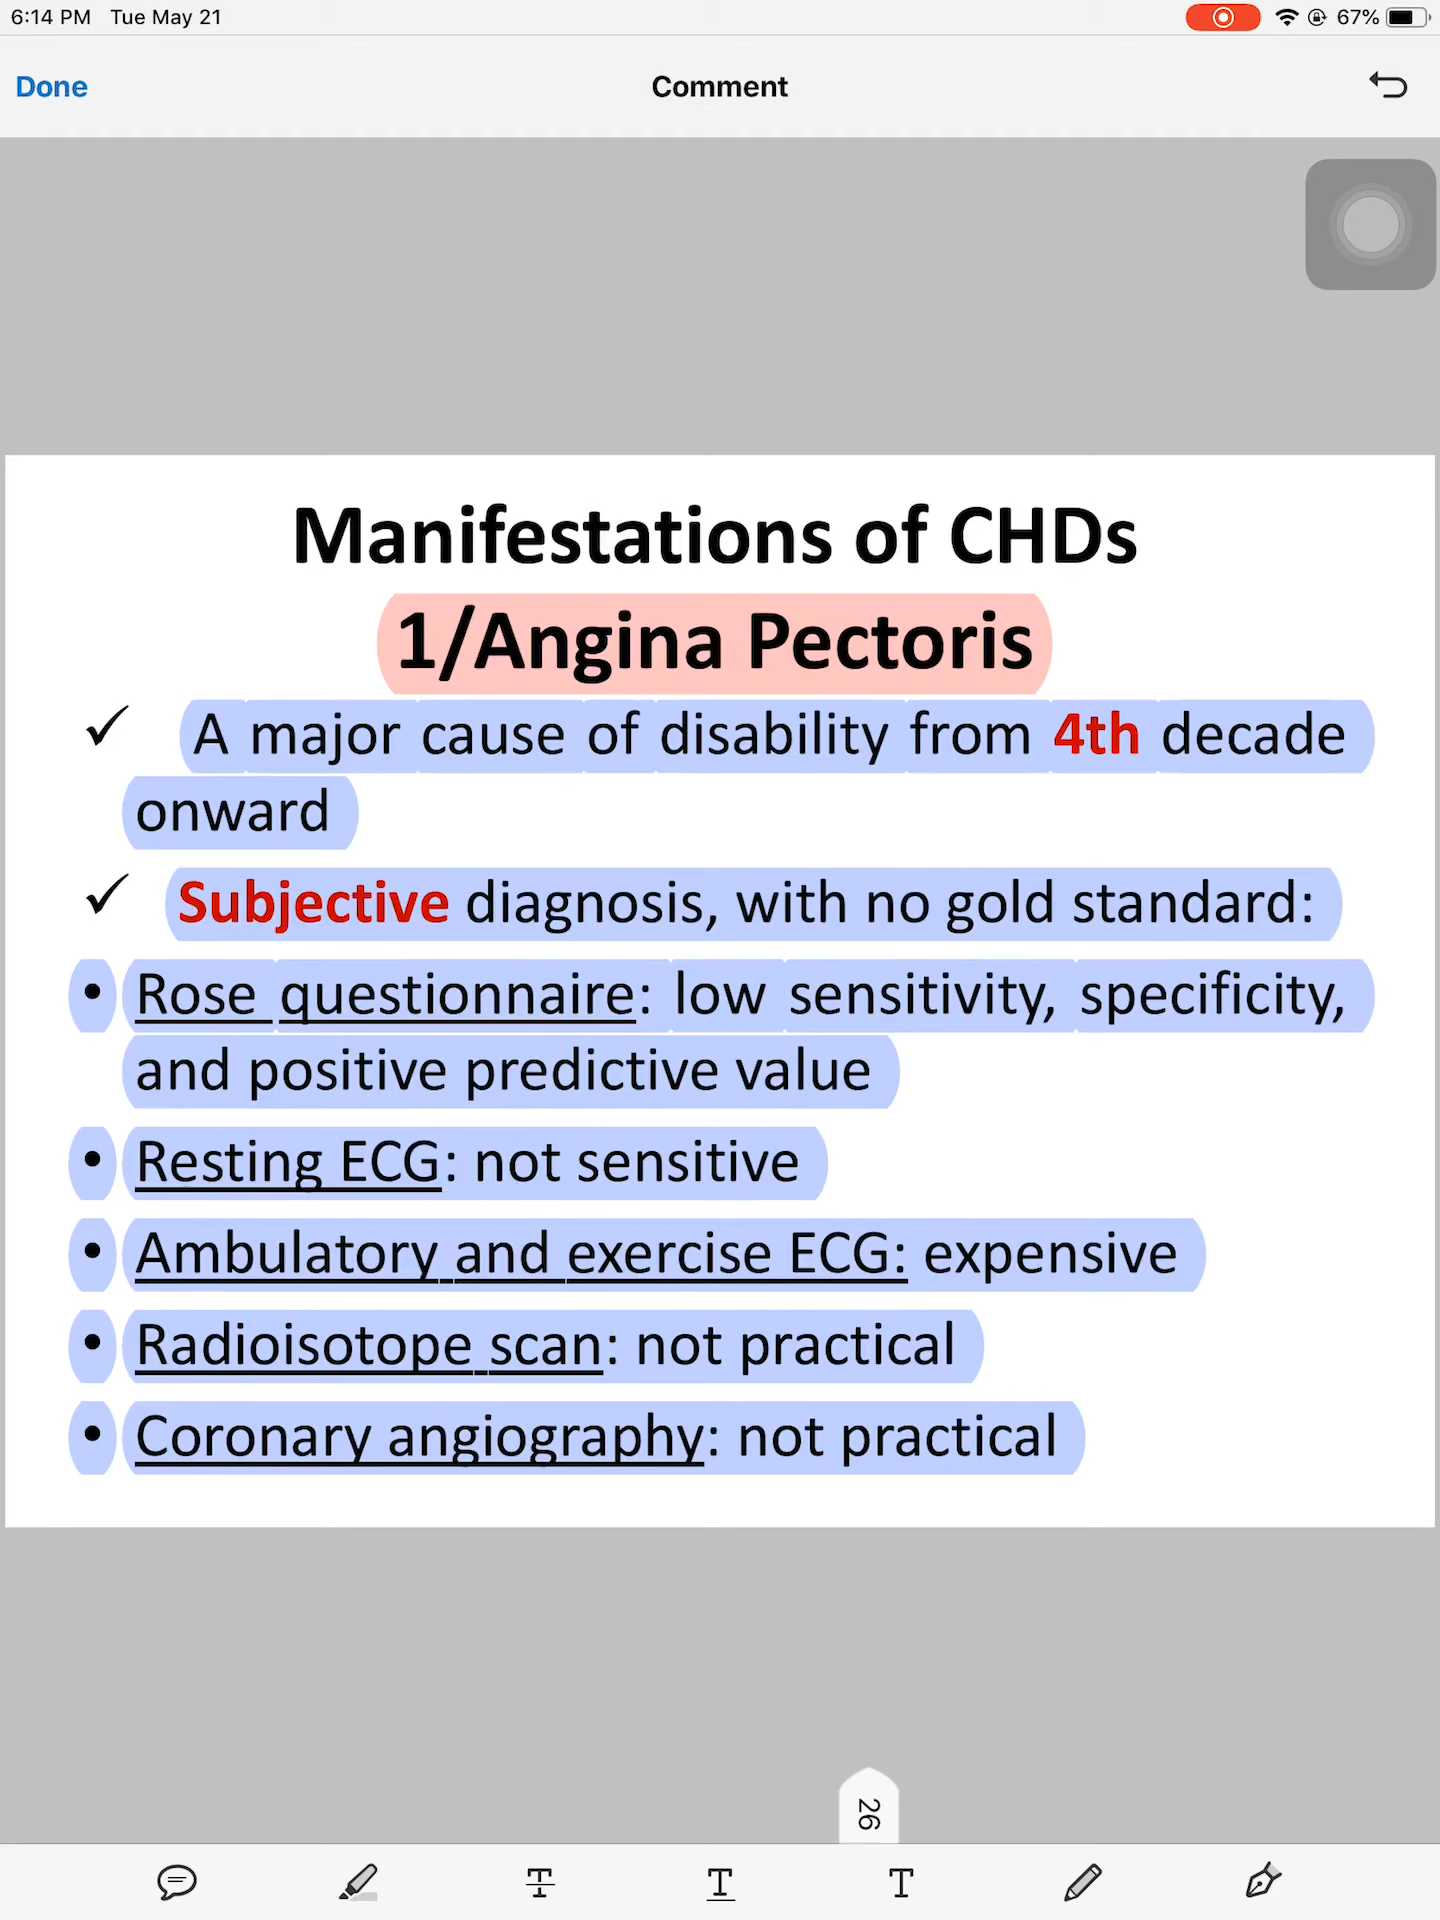 6:14 PM Tue May 21 67%
Done Comment
Manifestations of CHDs
1/Angina Pectoris
✓ A major cause of disability from 4th decade
onward
✓ Subjective diagnosis, with no gold standard:
• Rose questionnaire: low sensitivity, specificity,
and positive predictive value
• Resting ECG: not sensitive
• Ambulatory and exercise ECG: expensive
• Radioisotope scan: not practical
• Coronary angiography: not practical
26
T T T